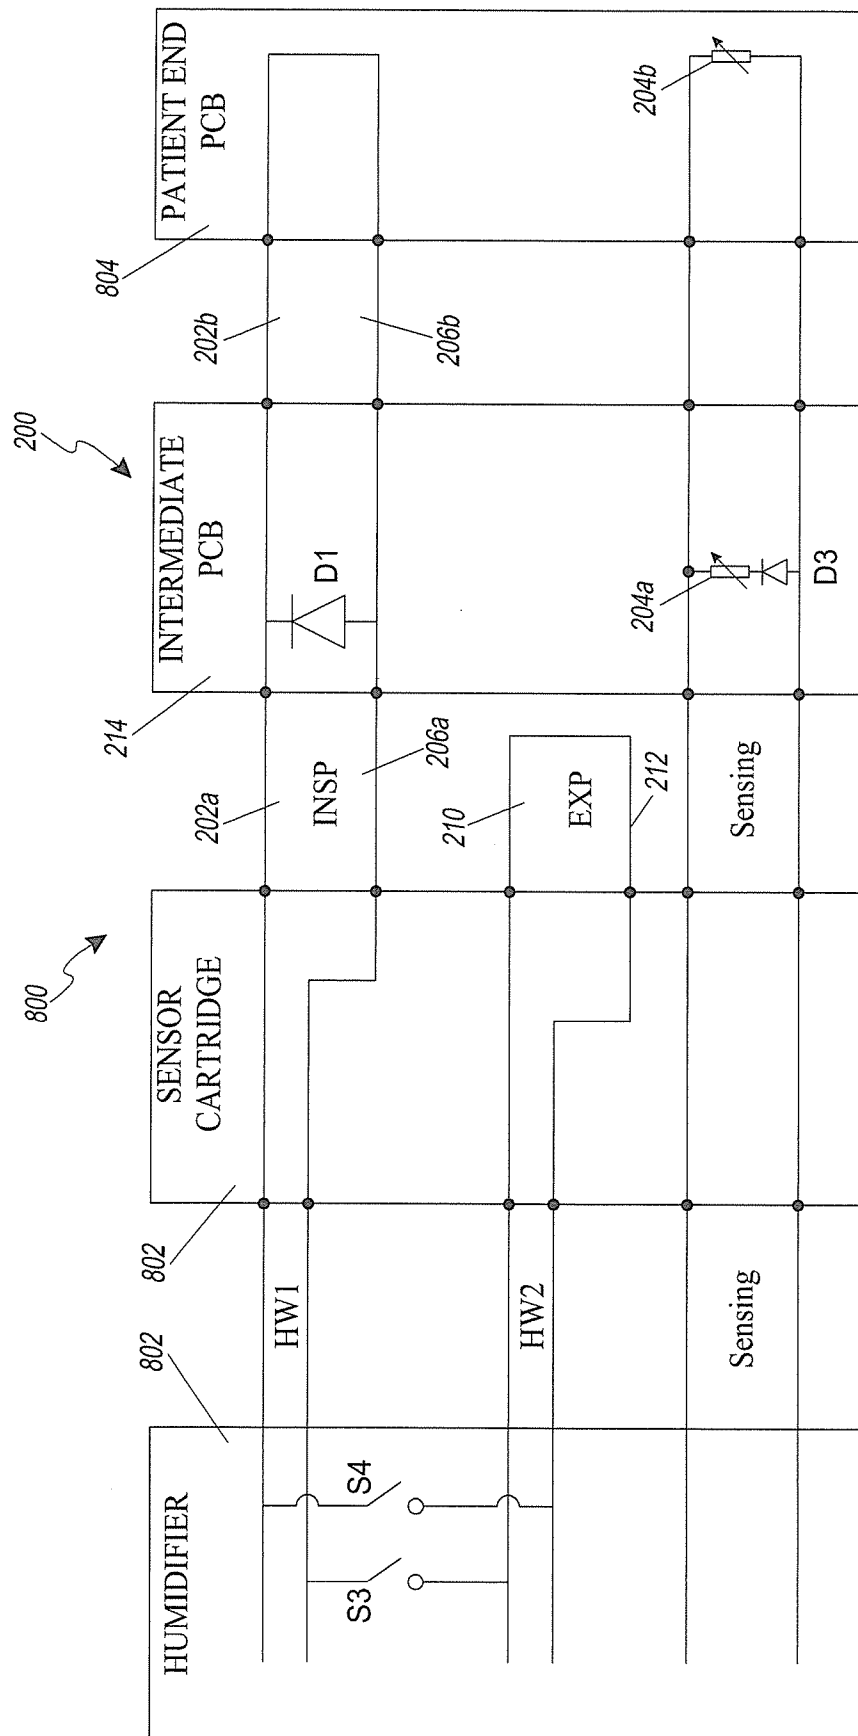 200
800
HUMIDIFIER
802
S3
S4
HW1
HW2
Sensing
SENSOR
CARTRIDGE
802
202a
INSP
206a
210
EXP
212
Sensing
INTERMEDIATE
PCB
214
D1
204a
D3
202b
206b
PATIENT END
PCB
804
204b